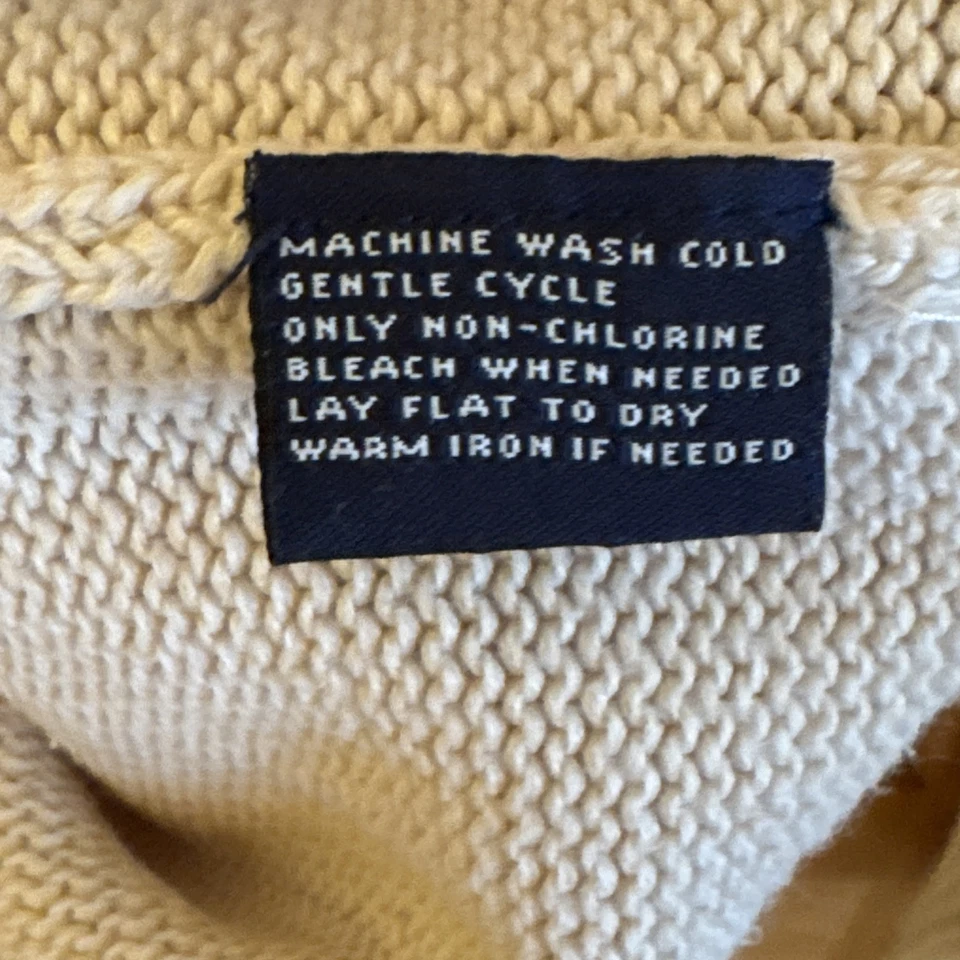 MACHINE WASH COLD
GENTLE CYCLE
ONLY NON-CHLORINE
BLEACH WHEN NEEDED
LAY FLAT TO DRY
WARM IRON IF NEEDED